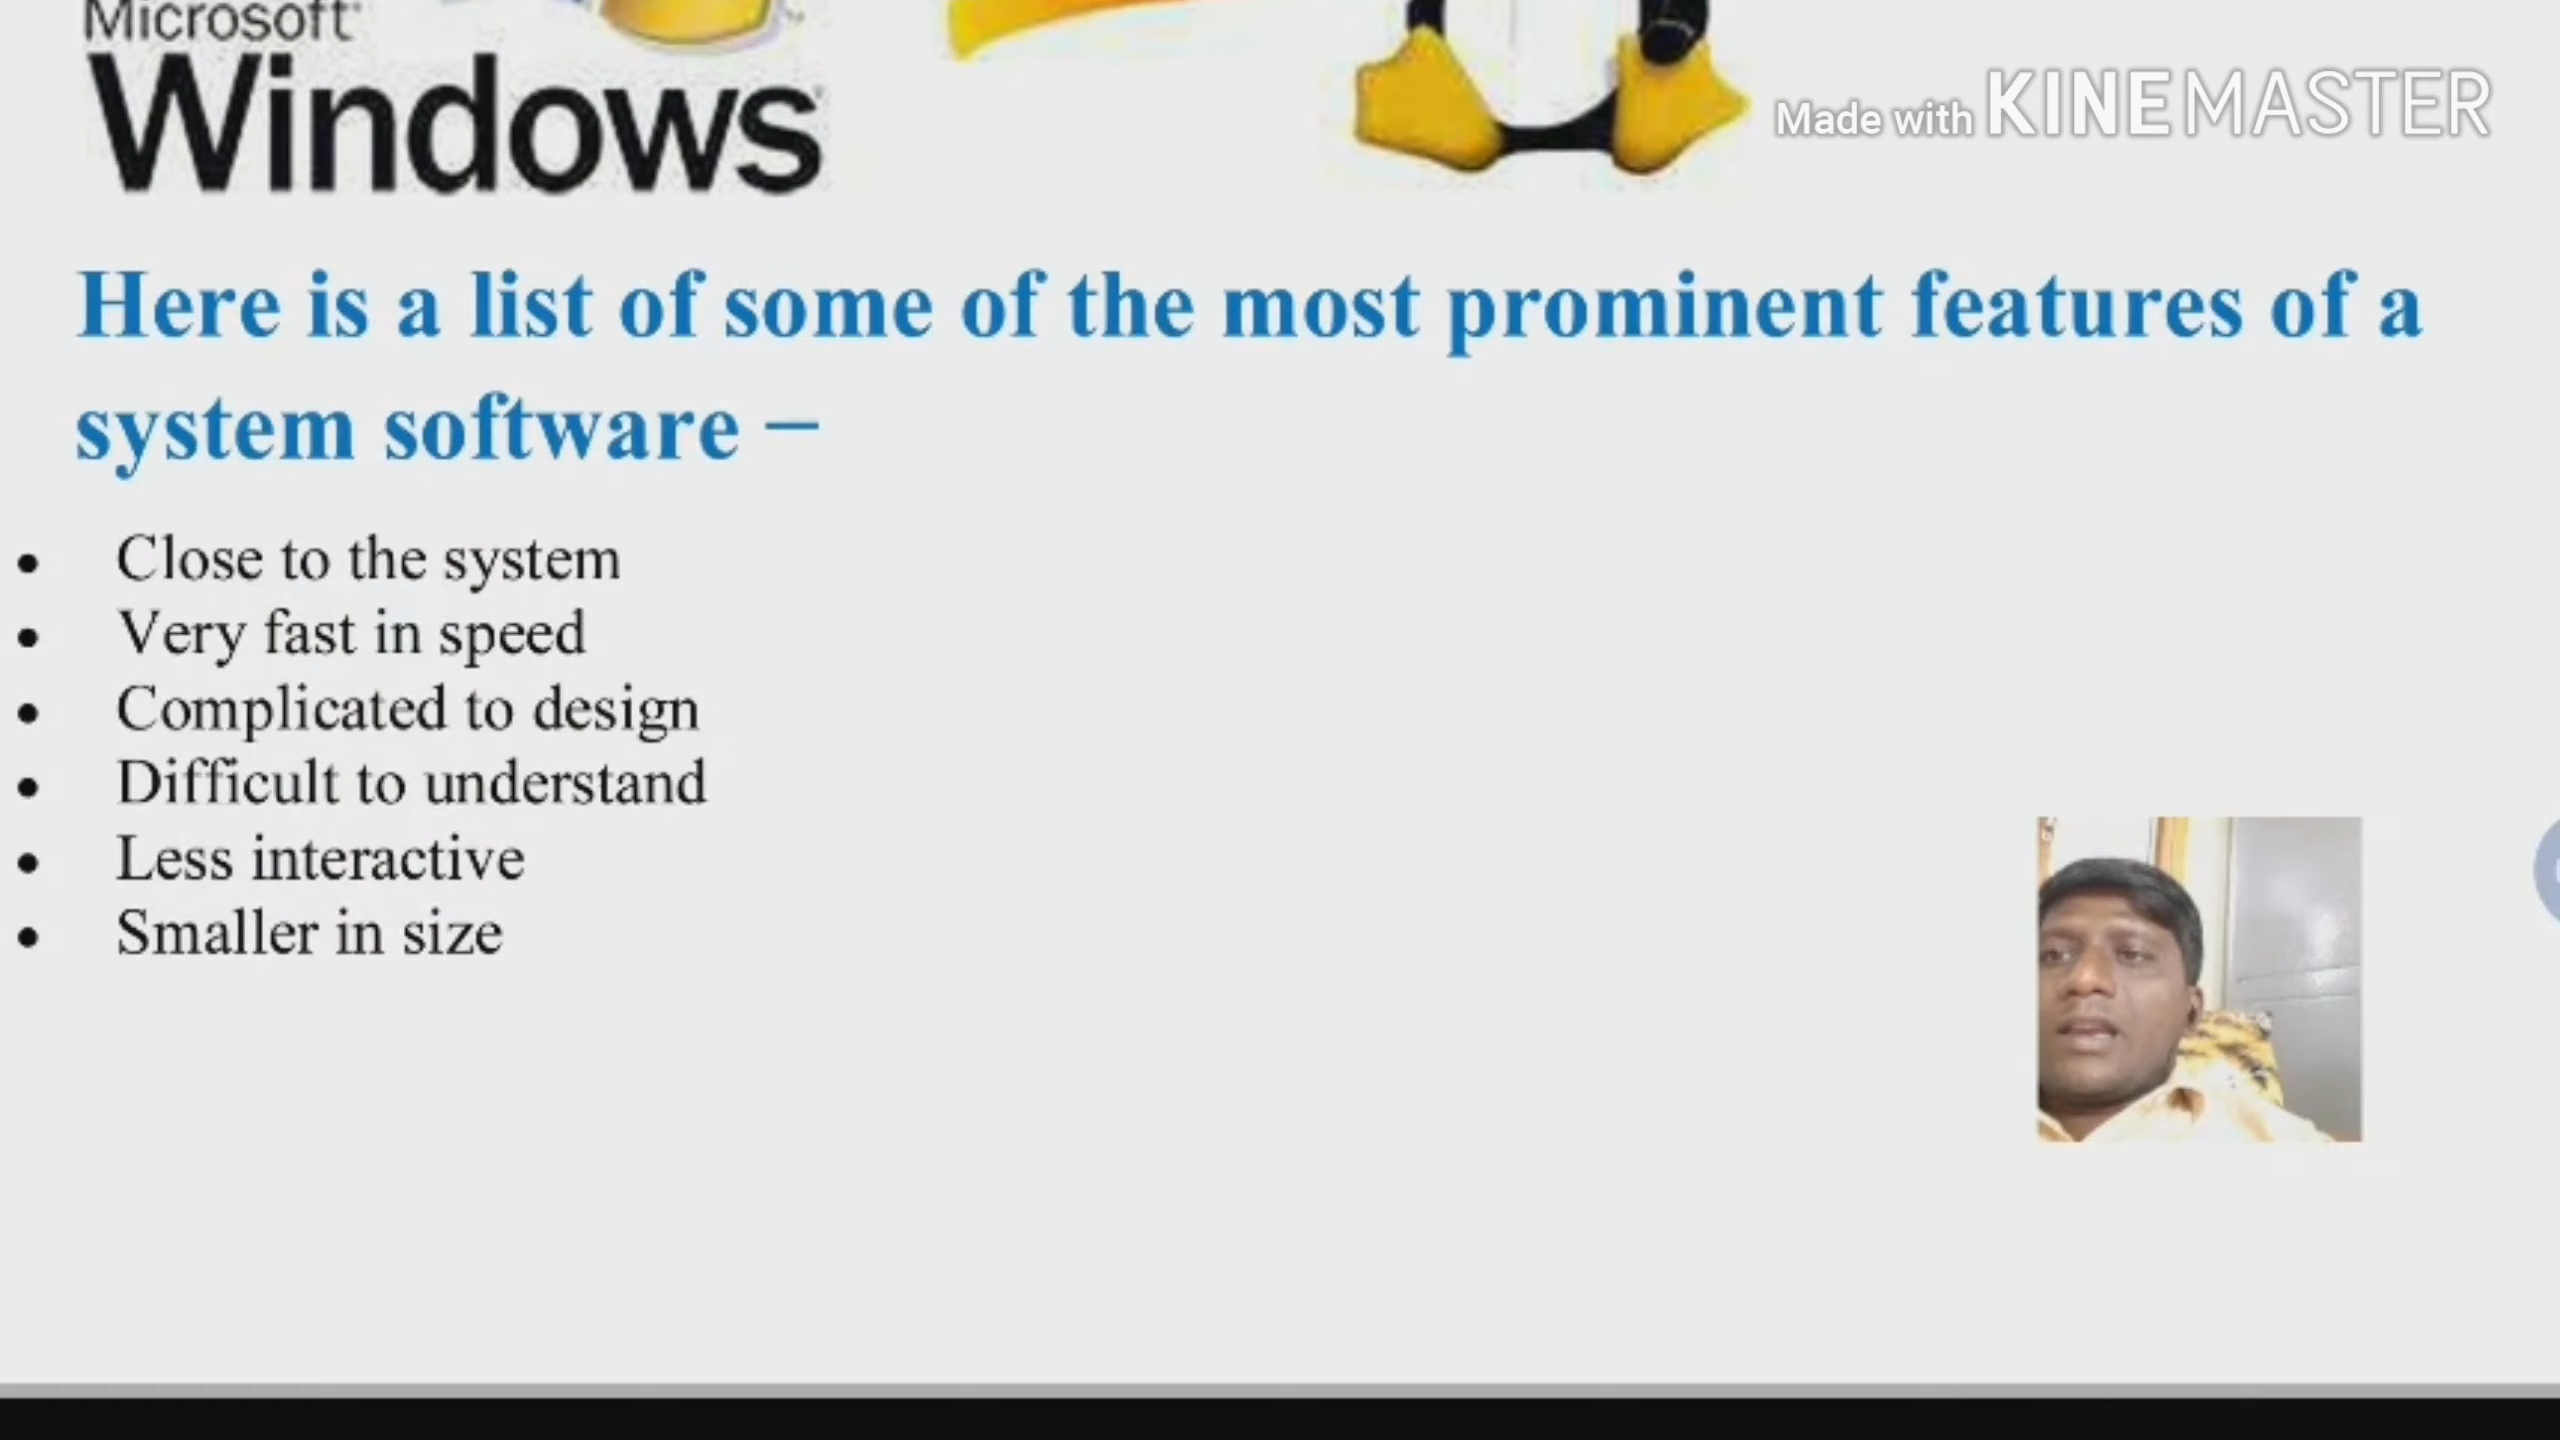 Microsoft
Windows
Made with KINEMASTER
Here is a list of some of the most prominent features of a
system software –
• Close to the system
• Very fast in speed
• Complicated to design
• Difficult to understand
• Less interactive
• Smaller in size